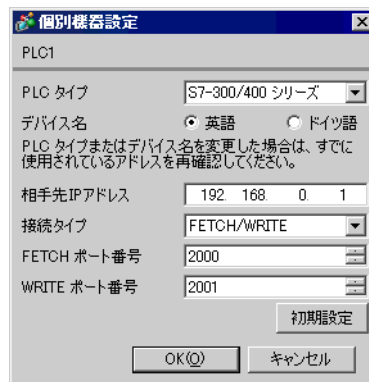 個別機器設定
PLC1
PLC タイプ
S7-300/400 シリーズ
デバイス名
英語
ドイツ語
PLC タイプまたはデバイス名を変更した場合は、すでに
使用されているアドレスを再確認してください。
相手先IPアドレス
192. 168. 0. 1
接続タイプ
FETCH/WRITE
FETCH ポート番号
2000
WRITE ポート番号
2001
初期設定
OK(O)
キャンセル